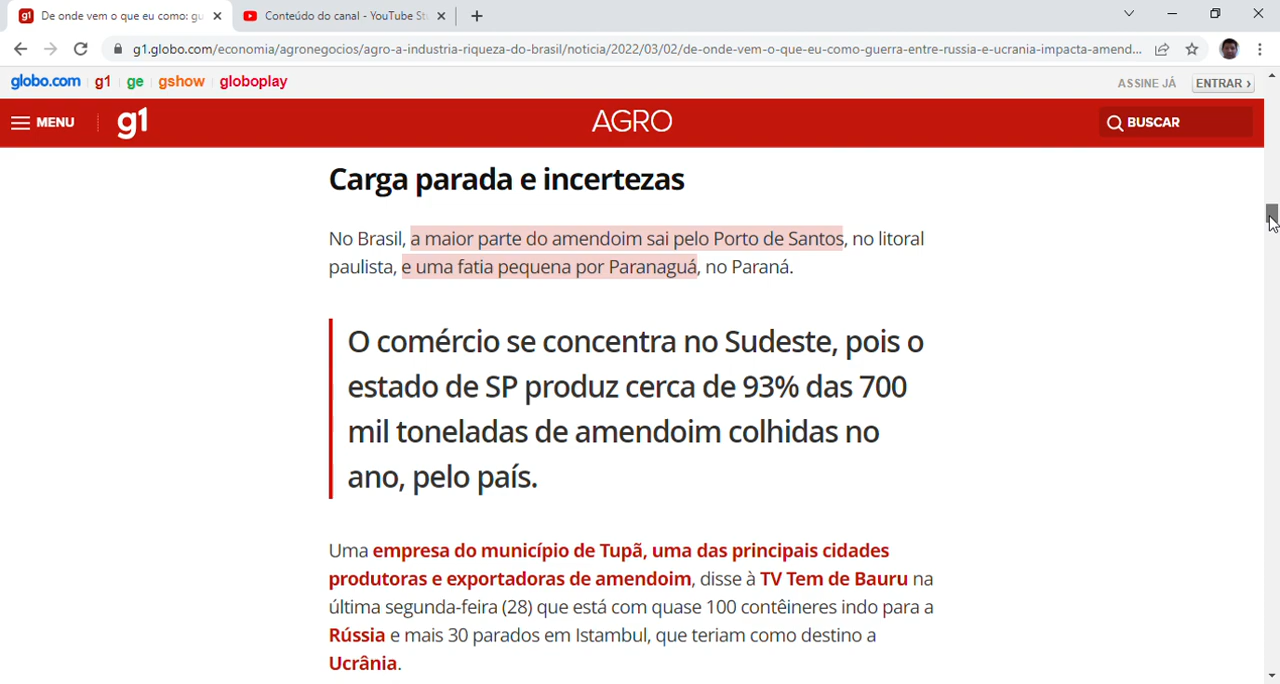 g1 De onde vem o que eu como: gu
Conteúdo do canal - YouTube St
g1.globo.com/economia/agronegocios/agro-a-industria-riqueza-do-brasil/noticia/2022/03/02/de-onde-vem-o-que-eu-como-guerra-entre-russia-e-ucrania-impacta-amend...
globo.com g1 ge gshow globoplay
ASSINE JÁ ENTRAR ›
MENU g1 AGRO BUSCAR
Carga parada e incertezas
No Brasil, a maior parte do amendoim sai pelo Porto de Santos, no litoral
paulista, e uma fatia pequena por Paranaguá, no Paraná.
O comércio se concentra no Sudeste, pois o
estado de SP produz cerca de 93% das 700
mil toneladas de amendoim colhidas no
ano, pelo país.
Uma empresa do município de Tupã, uma das principais cidades
produtoras e exportadoras de amendoim, disse à TV Tem de Bauru na
última segunda-feira (28) que está com quase 100 contêineres indo para a
Rússia e mais 30 parados em Istambul, que teriam como destino a
Ucrânia.